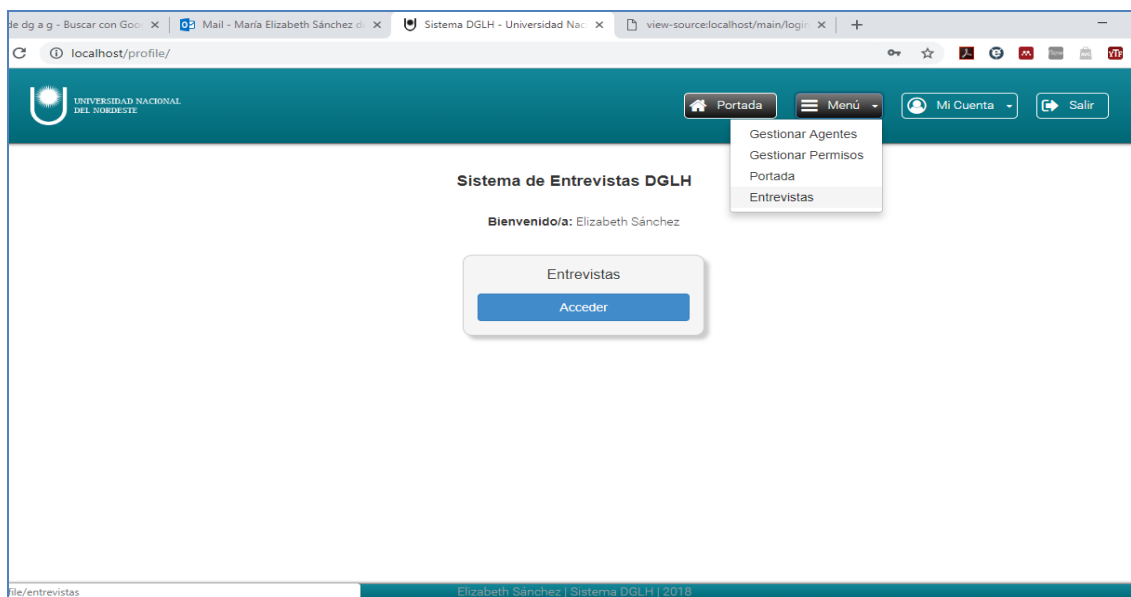 de dg a g - Buscar con Goo
Mail - María Elizabeth Sánchez d
Sistema DGLH - Universidad Nac
view-source:localhost/main/login
localhost/profile/
UNIVERSIDAD NACIONAL
DEL NORDESTE
Portada
Menú
Mi Cuenta
Salir
Gestionar Agentes
Gestionar Permisos
Portada
Entrevistas
Sistema de Entrevistas DGLH
Bienvenido/a: Elizabeth Sánchez
Entrevistas
Acceder
file/entrevistas
Elizabeth Sánchez | Sistema DGLH | 2018